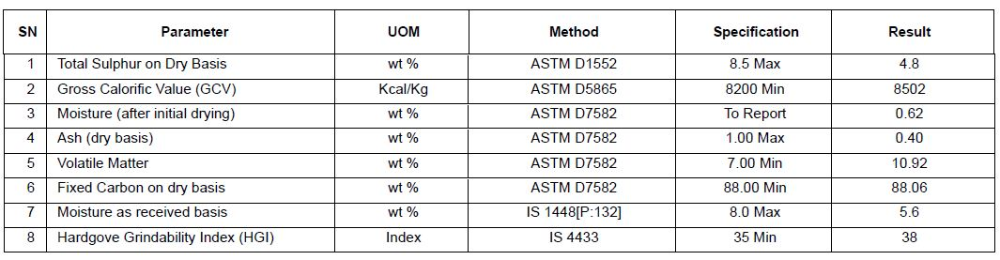 SN Parameter UOM Method Specification Result
1 Total Sulphur on Dry Basis wt % ASTM D1552 8.5 Max 4.8
2 Gross Calorific Value (GCV) Kcal/Kg ASTM D5865 8200 Min 8502
3 Moisture (after initial drying) wt % ASTM D7582 To Report 0.62
4 Ash (dry basis) wt % ASTM D7582 1.00 Max 0.40
5 Volatile Matter wt % ASTM D7582 7.00 Min 10.92
6 Fixed Carbon on dry basis wt % ASTM D7582 88.00 Min 88.06
7 Moisture as received basis wt % IS 1448[P:132] 8.0 Max 5.6
8 Hardgove Grindability Index (HGI) Index IS 4433 35 Min 38